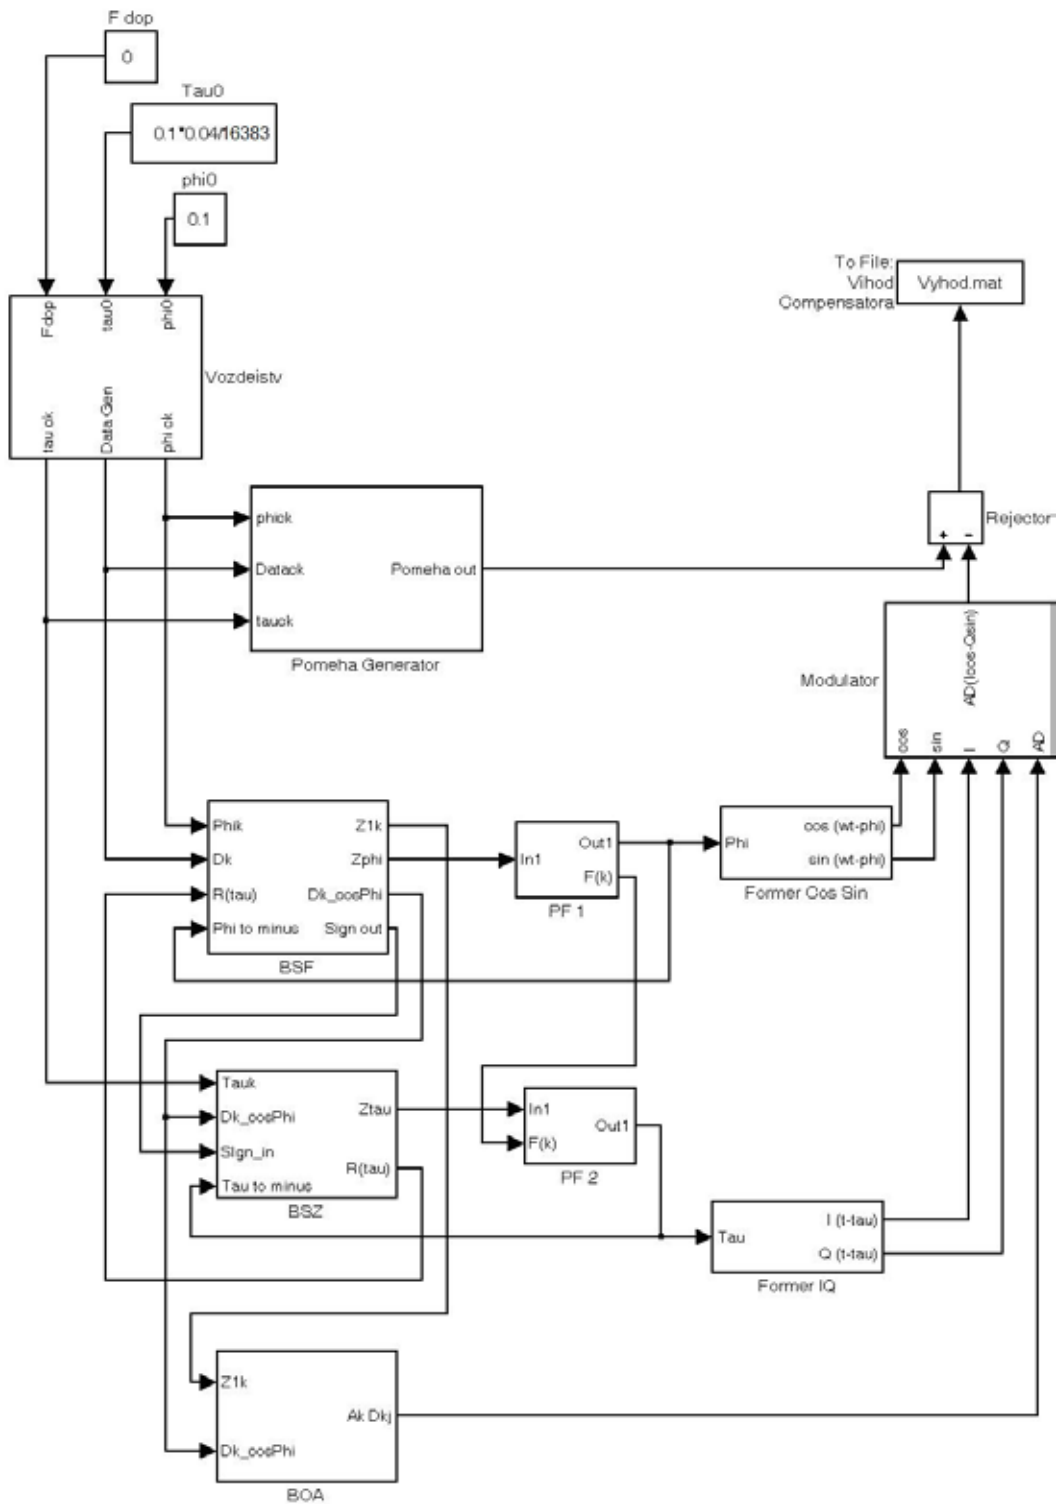 F dop
0
Tau0
0.1*0.04/16383
phi0
0.1
Fdop
tau0
phi0
Vozdeistv
tau ck
Data Gen
phi ck
To File:
Vihod
Compensatora
Vyhod.mat
Rejector
+
-
phick
Datack
tauck
Pomeha out
Pomeha Generator
AD(Icos-Qsin)
Modulator
cos
sin
I
Q
AD
Phik
Dk
R(tau)
Phi to minus
Z1k
Zphi
Dk_cosPhi
Sign out
BSF
In1
Out1
F(k)
PF 1
Phi
cos (wt-phi)
sin (wt-phi)
Former Cos Sin
Tauk
Dk_cosPhi
SIgn_in
Tau to minus
Ztau
R(tau)
BSZ
In1
F(k)
Out1
PF 2
Tau
I (t-tau)
Q (t-tau)
Former IQ
Z1k
Dk_cosPhi
Ak Dkj
BOA